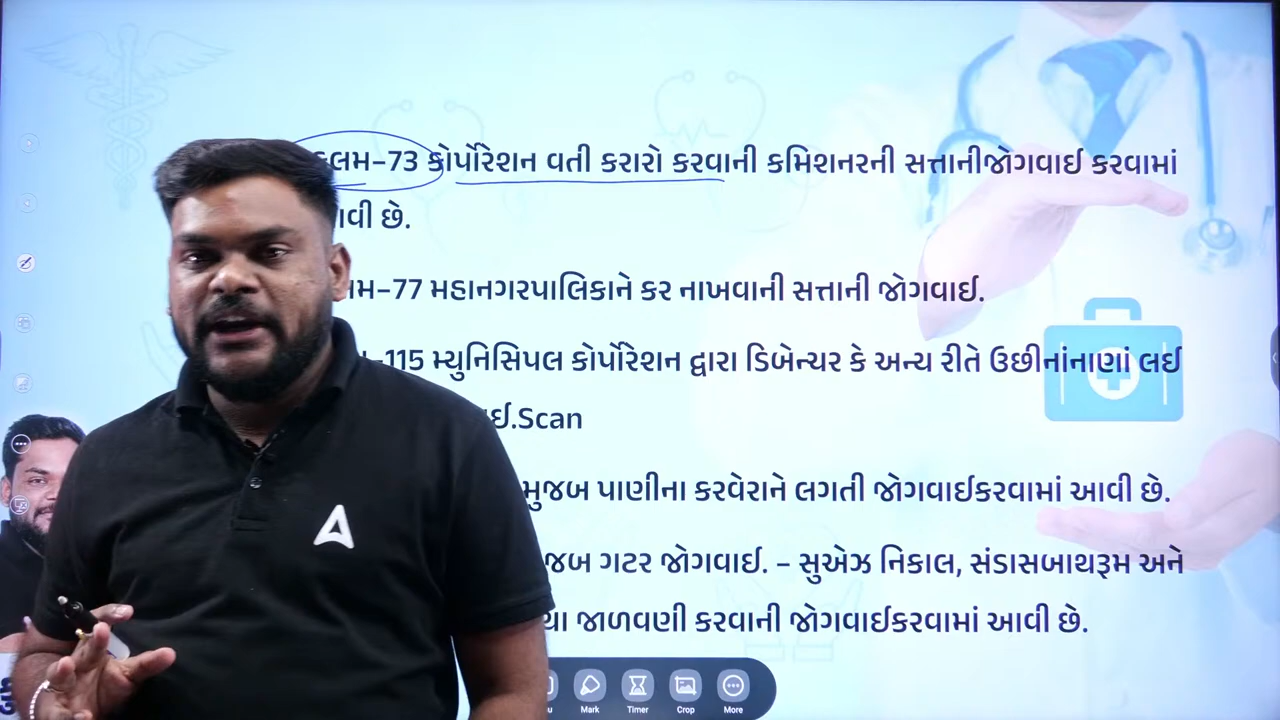 કલમ–73 કોર્પોરેશન વતી કરારો કરવાની કમિશનરની સત્તાનીજોગવાઈ કરવામાં
છે.
–77 મહાનગરપાલિકાને કર નાખવાની સત્તાની જોગવાઈ.
–115 મ્યુનિસિપલ કોર્પોરેશન દ્વારા ડિબેન્ચર કે અન્ય રીતે ઉછીનાંનાણાં લઈ
Scan
મુજબ પાણીના કરવેરાને લગતી જોગવાઈકરવામાં આવી છે.
ગટર જોગવાઈ. – સુએઝ નિકાલ, સંડાસબાથરૂમ અને
જાળવણી કરવાની જોગવાઈકરવામાં આવી છે.
Mark Timer Crop More